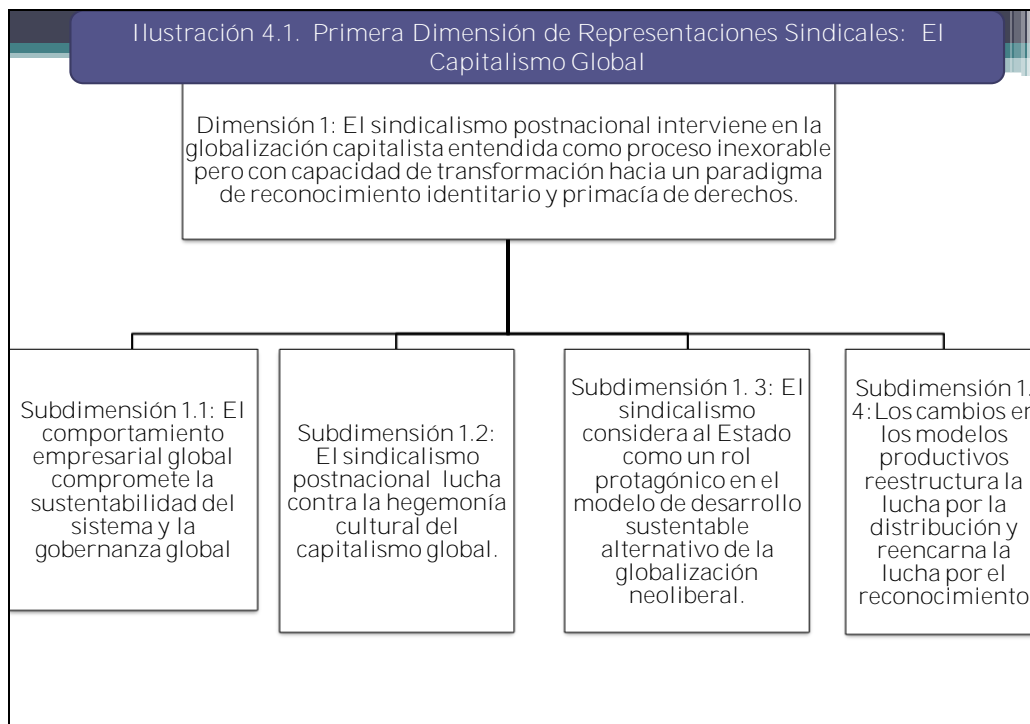 Ilustración 4.1. Primera Dimensión de Representaciones Sindicales: El
Capitalismo Global
Dimensión 1: El sindicalismo postnacional interviene en la
globalización capitalista entendida como proceso inexorable
pero con capacidad de transformación hacia un paradigma
de reconocimiento identitario y primacía de derechos.
Subdimensión 1.1: El
comportamiento
empresarial global
compromete la
sustentabilidad del
sistema y la
gobernanza global
Subdimensión 1.2:
El sindicalismo
postnacional lucha
contra la hegemonía
cultural del
capitalismo global.
Subdimensión 1. 3: El
sindicalismo
considera al Estado
como un rol
protagónico en el
modelo de desarrollo
sustentable
alternativo de la
globalización
neoliberal.
Subdimensión 1.
4:Los cambios en
los modelos
productivos
reestructura la
lucha por la
distribución y
reencarna la
lucha por el
reconocimiento